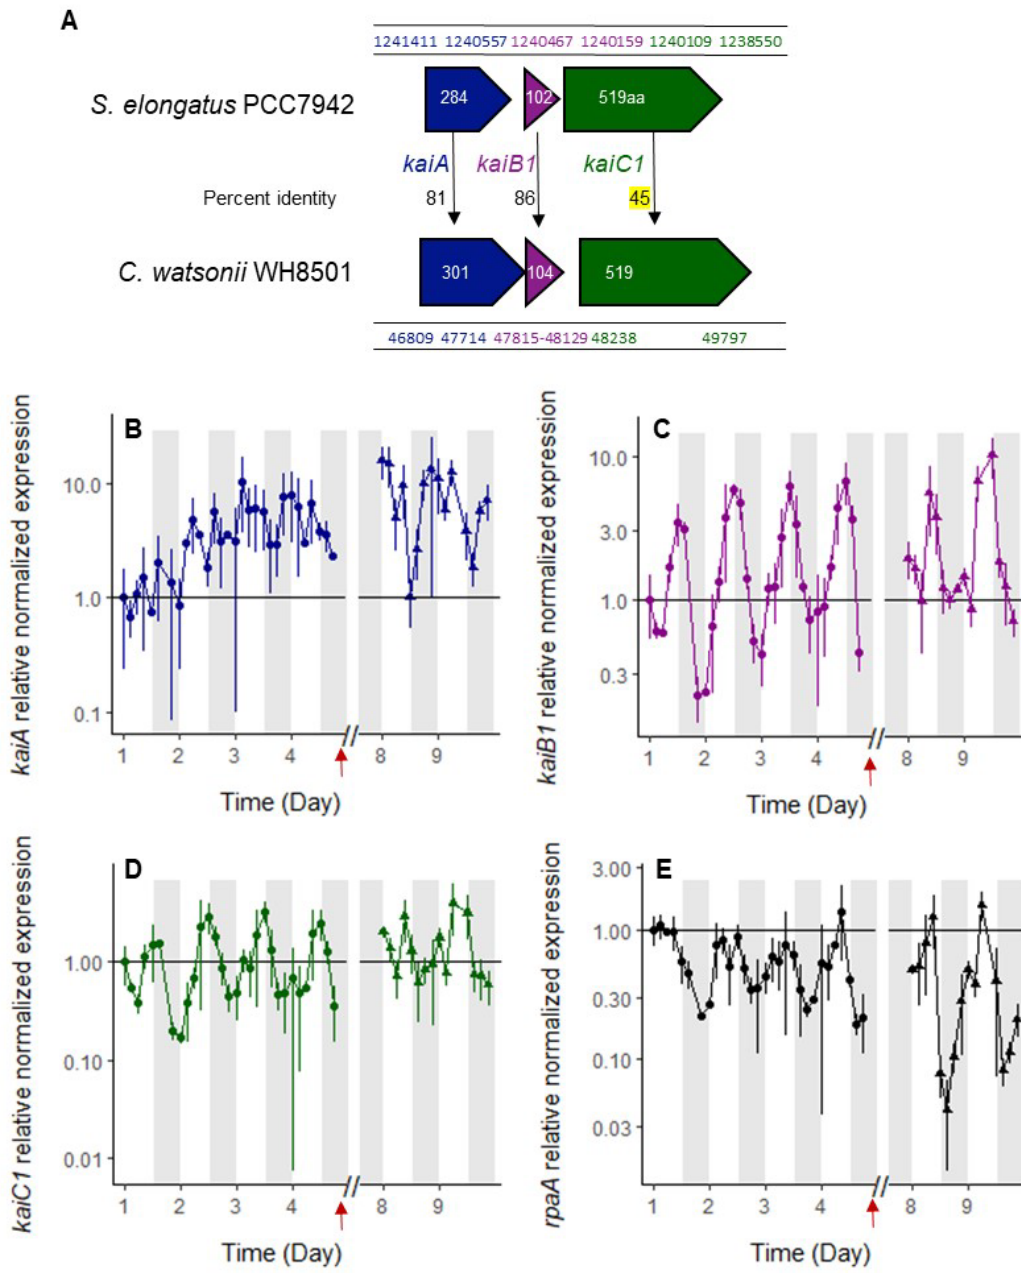 A
1241411 1240557 1240467 1240159 1240109 1238550
S. elongatus PCC7942
284
102
519aa
kaiA
kaiB1
kaiC1
Percent identity
81
86
45
C. watsonii WH8501
301
104
519
46809 47714 47815-48129 48238 49797
B
kaiA relative normalized expression
10.0
1.0
0.1
1 2 3 4 // 8 9
Time (Day)
C
kaiB1 relative normalized expression
10.0
3.0
1.0
0.3
1 2 3 4 // 8 9
Time (Day)
D
kaiC1 relative normalized expression
1.00
0.10
0.01
1 2 3 4 // 8 9
Time (Day)
E
rpaA relative normalized expression
3.00
1.00
0.30
0.10
0.03
1 2 3 4 // 8 9
Time (Day)